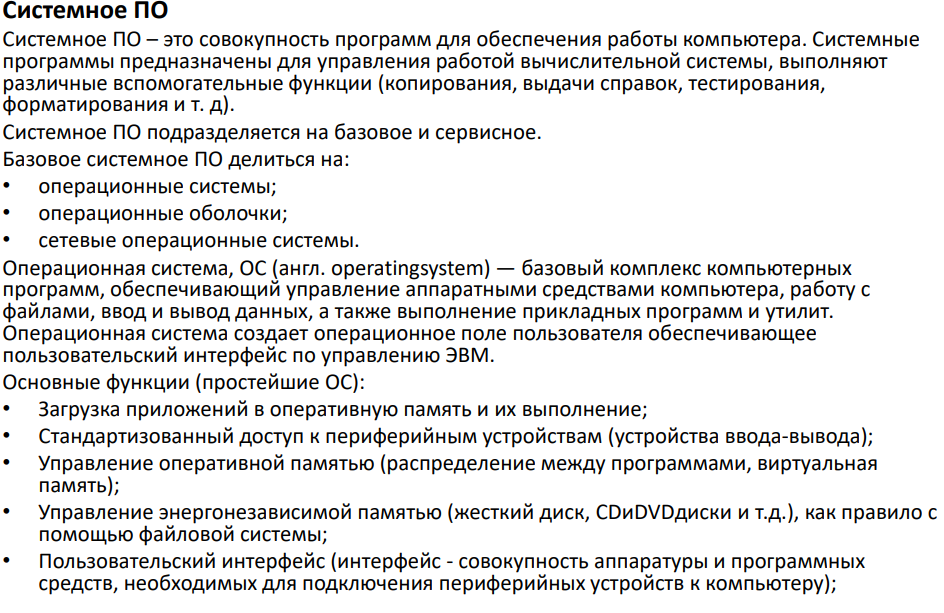 Системное ПО
Системное ПО – это совокупность программ для обеспечения работы компьютера. Системные
программы предназначены для управления работой вычислительной системы, выполняют
различные вспомогательные функции (копирования, выдачи справок, тестирования,
форматирования и т. д).
Системное ПО подразделяется на базовое и сервисное.
Базовое системное ПО делиться на:
• операционные системы;
• операционные оболочки;
• сетевые операционные системы.
Операционная система, ОС (англ. operatingsystem) — базовый комплекс компьютерных
программ, обеспечивающий управление аппаратными средствами компьютера, работу с
файлами, ввод и вывод данных, а также выполнение прикладных программ и утилит.
Операционная система создает операционное поле пользователя обеспечивающее
пользовательский интерфейс по управлению ЭВМ.
Основные функции (простейшие ОС):
• Загрузка приложений в оперативную память и их выполнение;
• Стандартизованный доступ к периферийным устройствам (устройства ввода-вывода);
• Управление оперативной памятью (распределение между программами, виртуальная
память);
• Управление энергонезависимой памятью (жесткий диск, CDиDVDдиски и т.д.), как правило с
помощью файловой системы;
• Пользовательский интерфейс (интерфейс - совокупность аппаратуры и программных
средств, необходимых для подключения периферийных устройств к компьютеру);